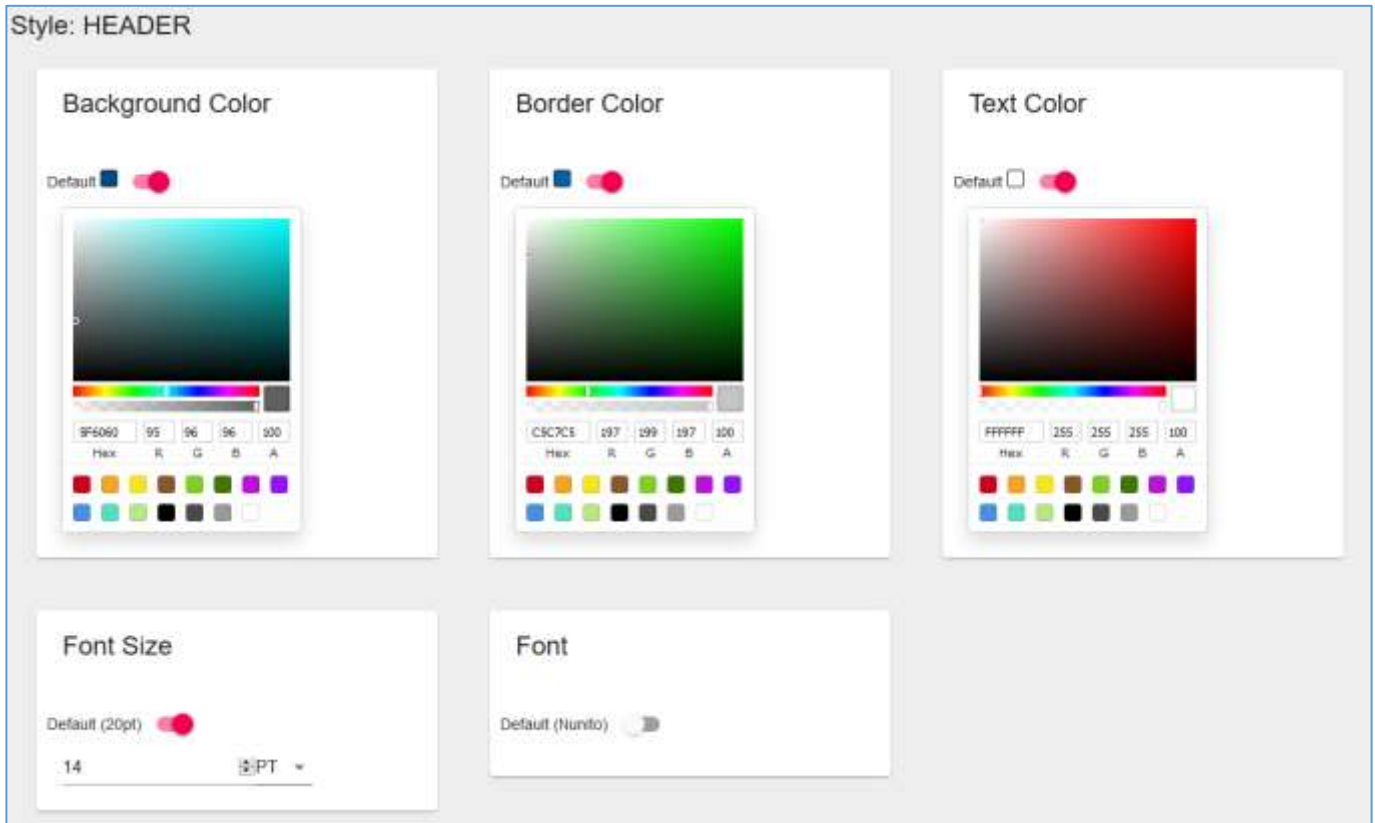 Style: HEADER
Background Color
Border Color
Text Color
Default
Default
Default
5F6060 95 96 96 100
Hex R G B A
C5C7C5 197 199 197 100
Hex R G B A
FFFFFF 255 255 255 100
Hex R G B A
Font Size
Font
Default (20pt)
Default (Nunito)
14 PT